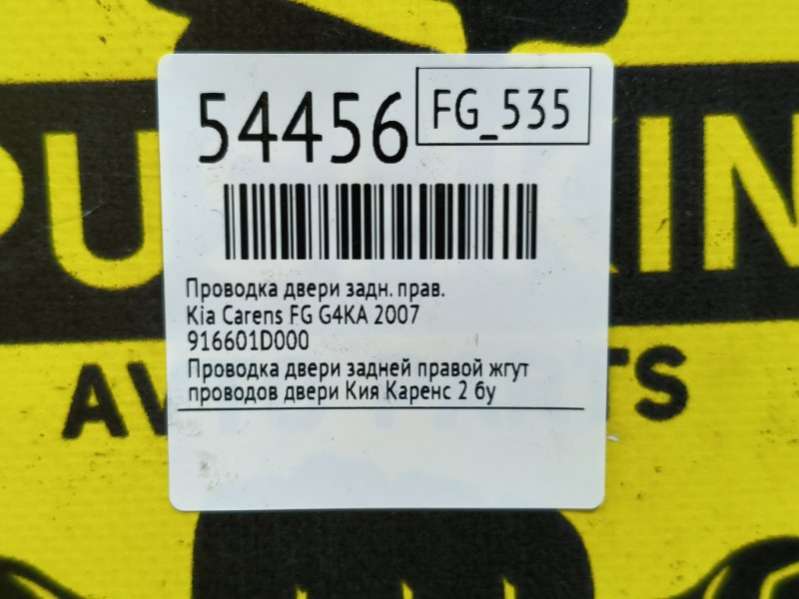 54456
FG_535
Проводка двери задн. прав.
Kia Carens FG G4KA 2007
916601D000
Проводка двери задней правой жгут
проводов двери Кия Каренс 2 бу